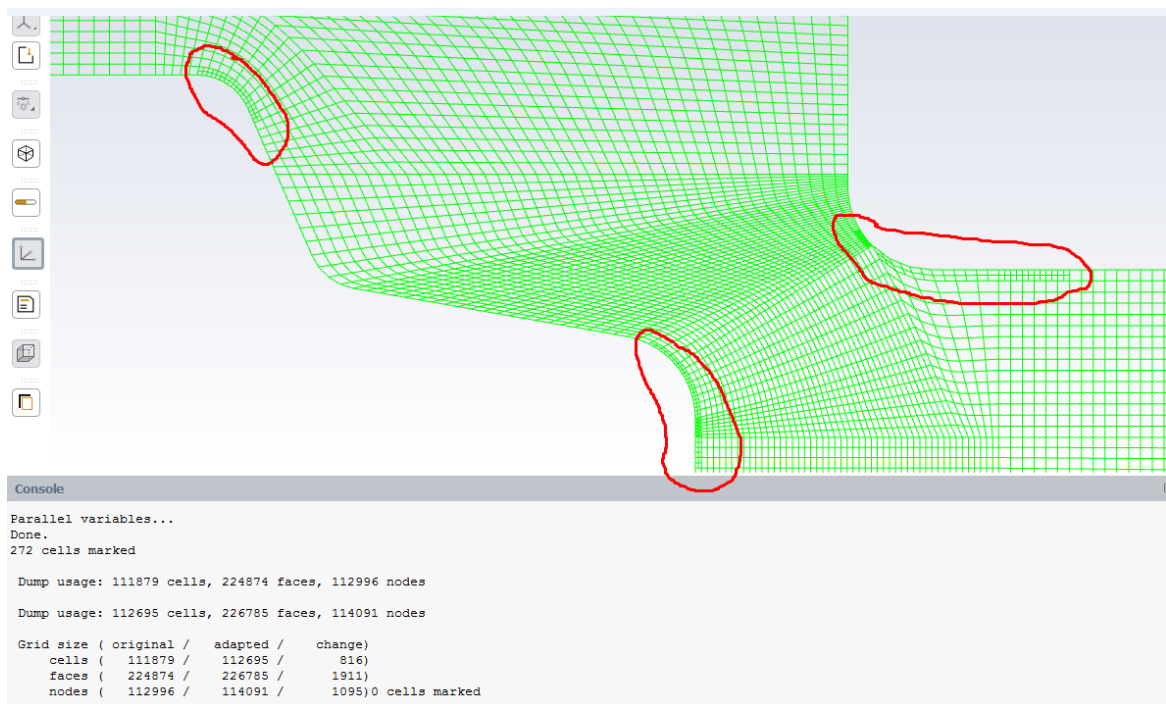 Console
Parallel variables...
Done.
272 cells marked
Dump usage: 111879 cells, 224874 faces, 112996 nodes
Dump usage: 112695 cells, 226785 faces, 114091 nodes
Grid size ( original / adapted / change)
cells ( 111879 / 112695 / 816)
faces ( 224874 / 226785 / 1911)
nodes ( 112996 / 114091 / 1095)0 cells marked